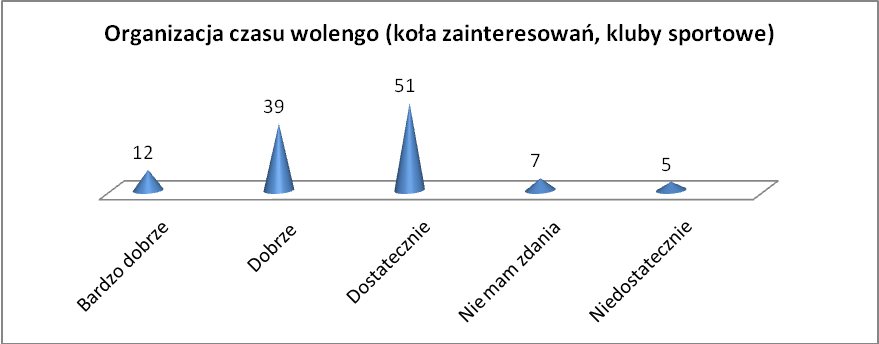 Organizacja czasu wolengo (koła zainteresowań, kluby sportowe)
12
39
51
7
5
Bardzo dobrze
Dobrze
Dostatecznie
Nie mam zdania
Niedostatecznie